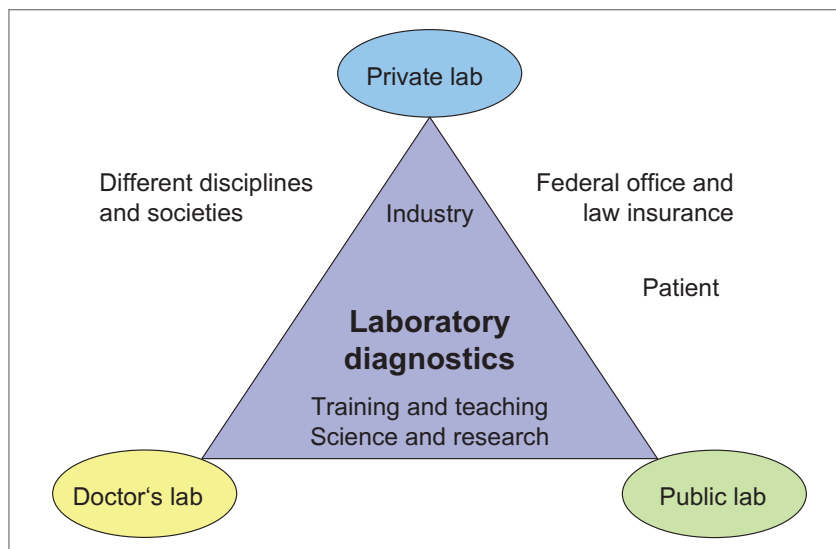 Private lab
Different disciplines
and societies
Federal office and
law insurance
Industry
Patient
Laboratory
diagnostics
Training and teaching
Science and research
Doctor‘s lab
Public lab